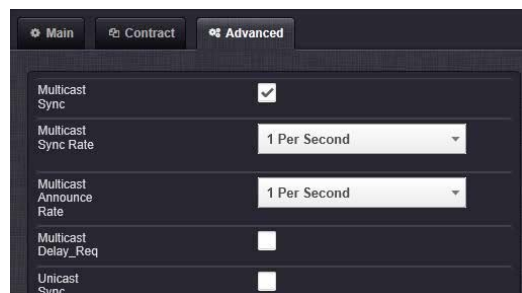 Main
Contract
Advanced
Multicast
Sync
Multicast
Sync Rate
1 Per Second
Multicast
Announce
Rate
1 Per Second
Multicast
Delay_Req
Unicast
Sync